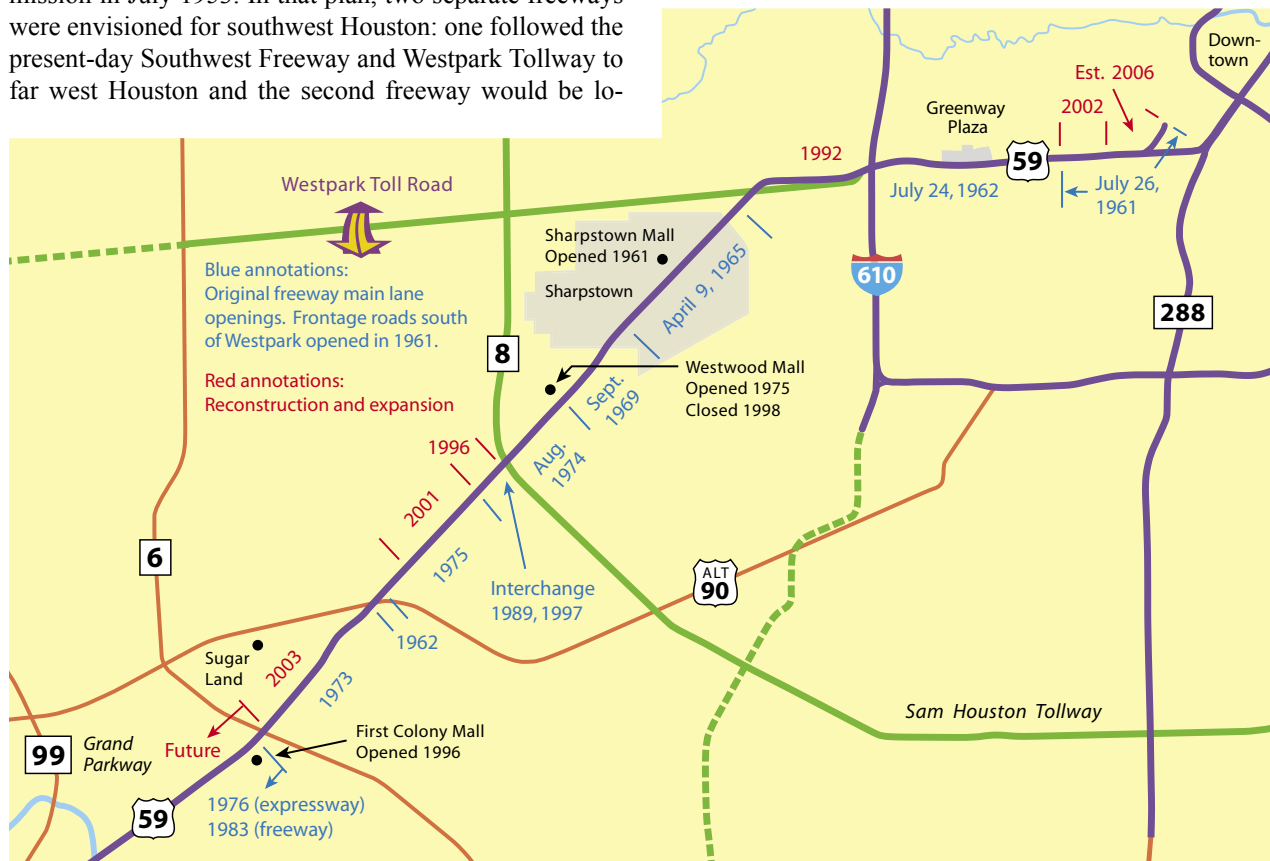 mission in July 1953. In that plan, two separate freeways
were envisioned for southwest Houston: one followed the
present-day Southwest Freeway and Westpark Tollway to
far west Houston and the second freeway would be lo-
Down-
town
Est. 2006
2002
Greenway
Plaza
59
1992
July 24, 1962
July 26,
1961
Westpark Toll Road
Sharpstown Mall
Opened 1961
Sharpstown
April 9, 1965
610
288
Blue annotations:
Original freeway main lane
openings. Frontage roads south
of Westpark opened in 1961.
8
Red annotations:
Reconstruction and expansion
Westwood Mall
Opened 1975
Closed 1998
Sept.
1969
1996
Aug.
1974
2001
6
1975
Interchange
1989, 1997
ALT
90
1962
Sugar
Land
2003
1973
Sam Houston Tollway
First Colony Mall
Opened 1996
Future
99
Grand
Parkway
59
1976 (expressway)
1983 (freeway)